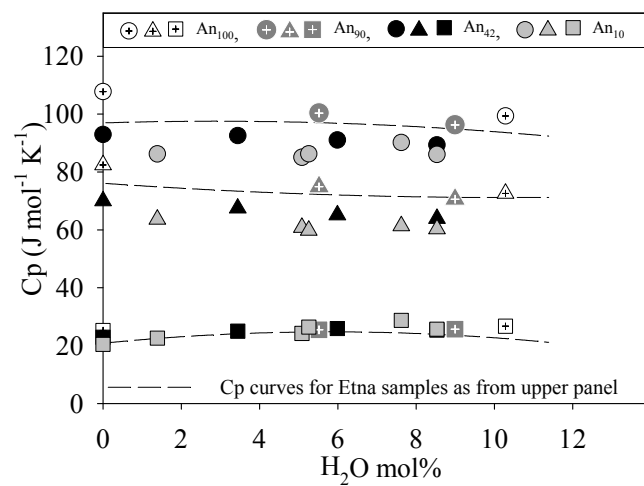 An100, An90, An42, An10
120
100
80
60
40
20
0
Cp (J mol-1 K-1)
Cp curves for Etna samples as from upper panel
0 2 4 6 8 10 12
H2O mol%